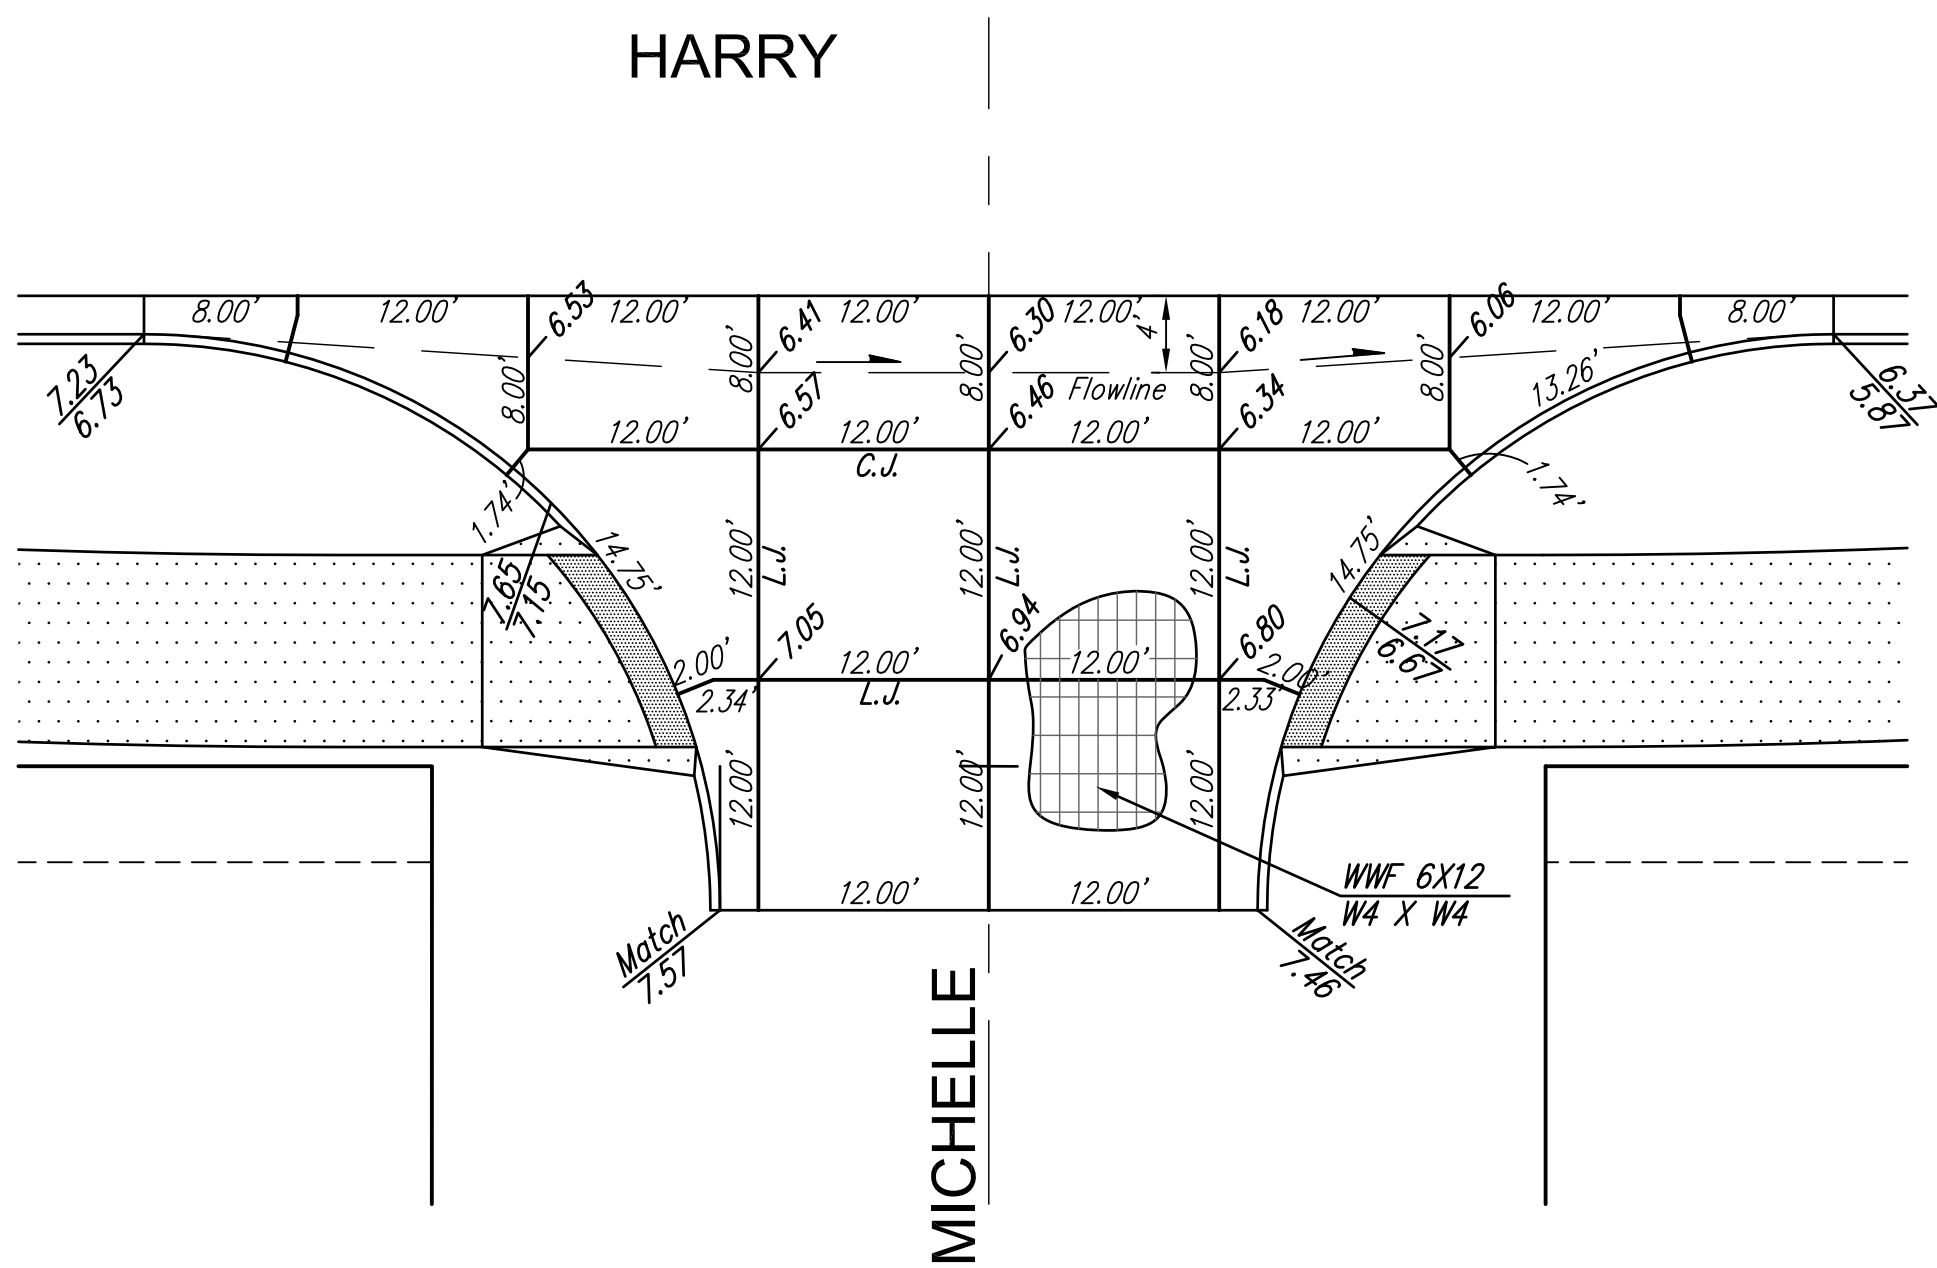 HARRY
8.00' 12.00' 6.53 12.00' 6.41 12.00' 6.30 12.00' 4' 6.18 12.00' 6.06 12.00' 8.00'
8.00' 8.00' 8.00' 8.00' 8.00'
7.23
6.73
Flowline
13.26'
6.37
5.87
6.57 6.46 6.34
12.00' 12.00' 12.00' 12.00'
C.J.
1.74'
1.74'
14.75'
14.75'
12.00' L.J. 12.00' L.J. 12.00' L.J.
7.65
7.15
7.17
6.67
7.05 6.94 6.80
2.00' 12.00' 12.00' 2.00'
2.34' L.J. 2.33'
12.00' 12.00' 12.00'
12.00' 12.00'
WWF 6X12
W4 X W4
Match
7.57
Match
7.46
MICHELLE